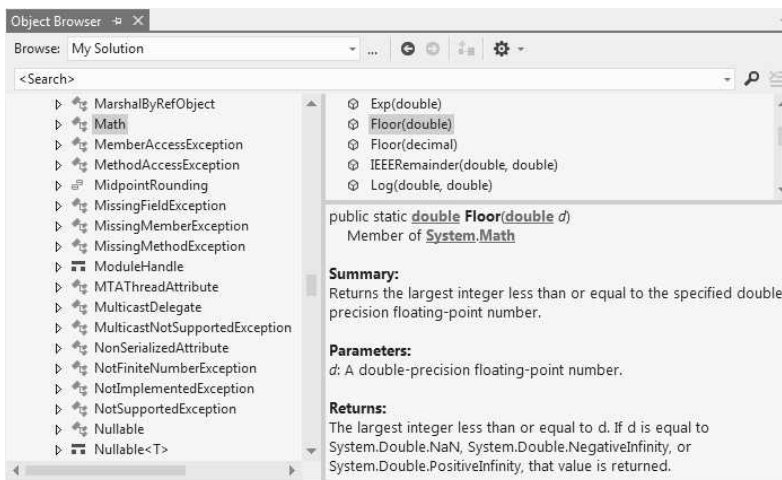 Object Browser
Browse: My Solution
...
<Search>
MarshalByRefObject
Math
MemberAccessException
MethodAccessException
MidpointRounding
MissingFieldException
MissingMemberException
MissingMethodException
ModuleHandle
MTAThreadAttribute
MulticastDelegate
MulticastNotSupportedException
NonSerializedAttribute
NotFiniteNumberException
NotImplementedException
NotSupportedException
Nullable
Nullable<T>
Exp(double)
Floor(double)
Floor(decimal)
IEEERemainder(double, double)
Log(double, double)
public static double Floor(double d)
Member of System.Math
Summary:
Returns the largest integer less than or equal to the specified double
precision floating-point number.
Parameters:
d: A double-precision floating-point number.
Returns:
The largest integer less than or equal to d. If d is equal to
System.Double.NaN, System.Double.NegativeInfinity, or
System.Double.PositiveInfinity, that value is returned.